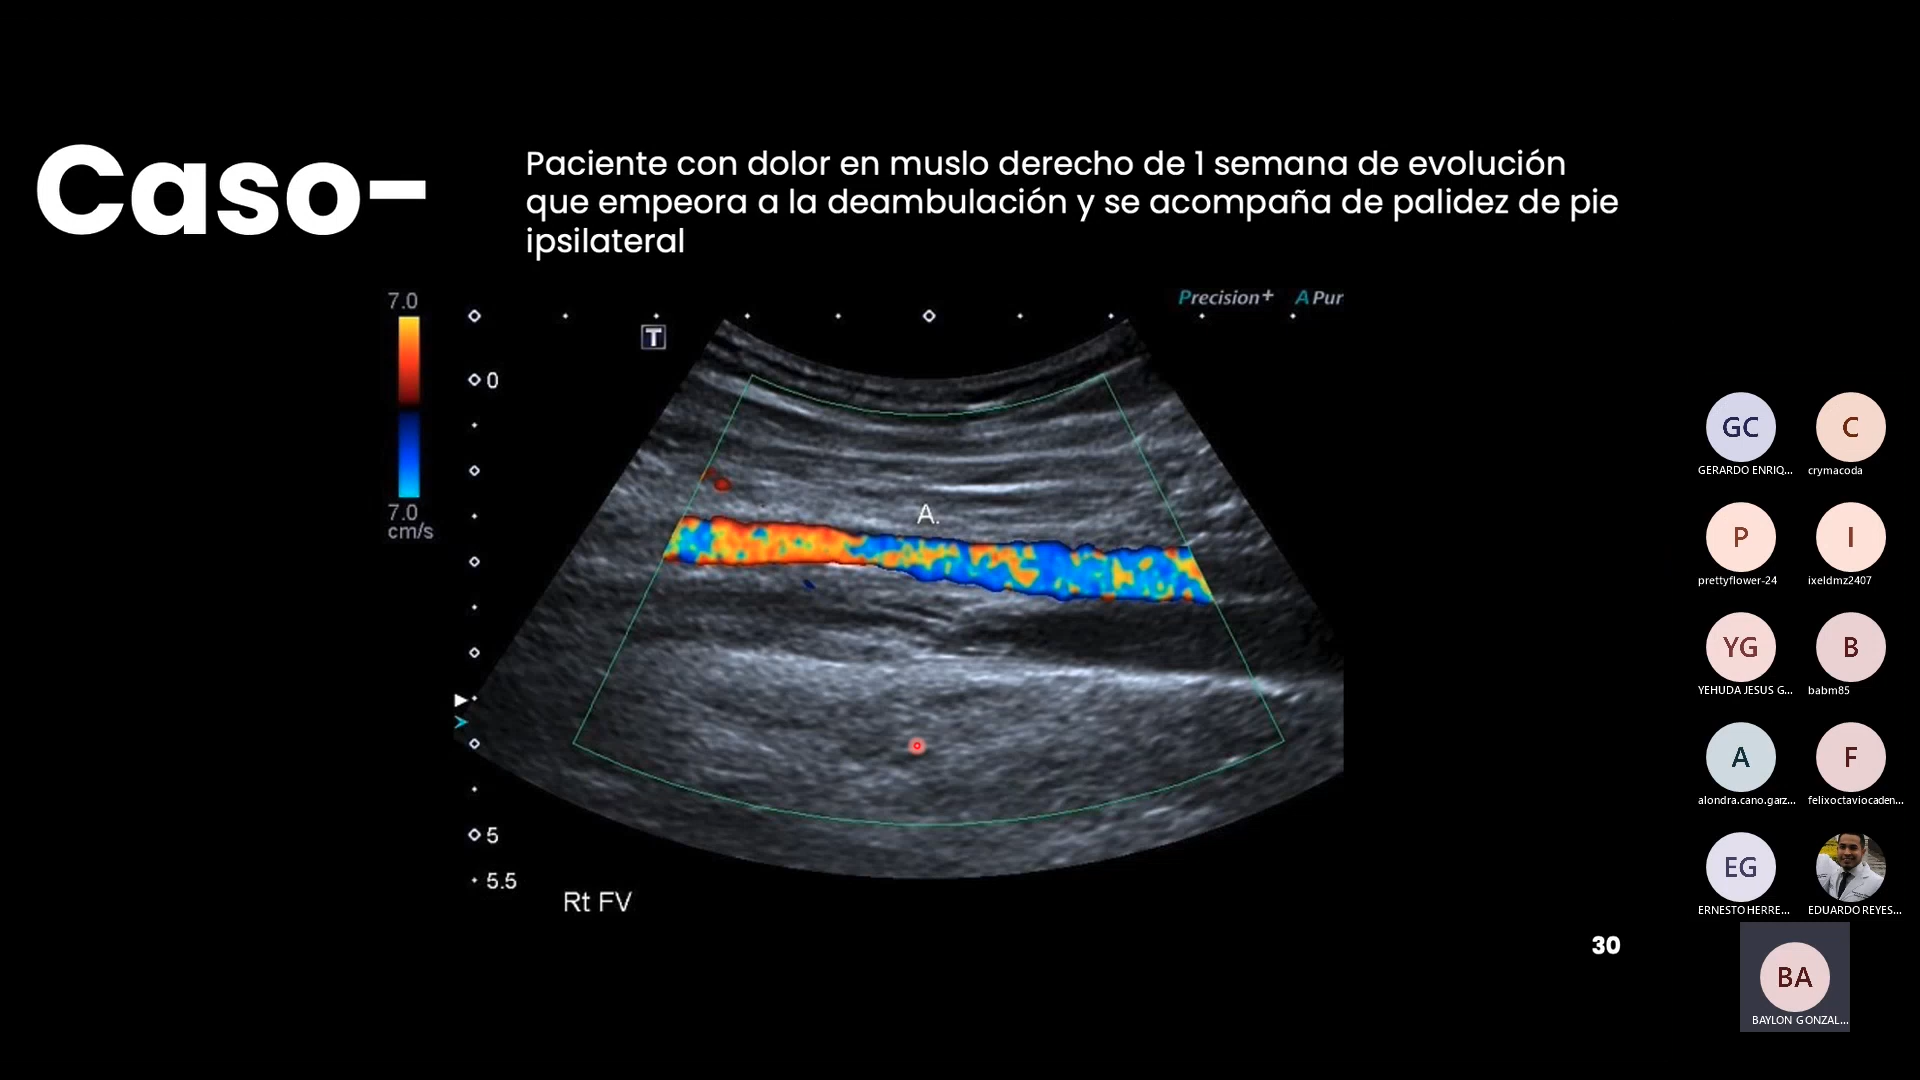 Caso-
Paciente con dolor en muslo derecho de 1 semana de evolución
que empeora a la deambulación y se acompaña de palidez de pie
ipsilateral
7.0
7.0
cm/s
Precision+ A Pur
T
0
A.
5
5.5
Rt FV
30
GC
GERARDO ENRIQ...
C
crymacoda
P
prettyflower-24
I
ixeldmz2407
YG
YEHUDA JESUS G...
B
babm85
A
alondra.cano.garz...
F
felixoctaviocaden...
EG
ERNESTO HERRE...
EDUARDO REYES...
BA
BAYLON GONZAL...